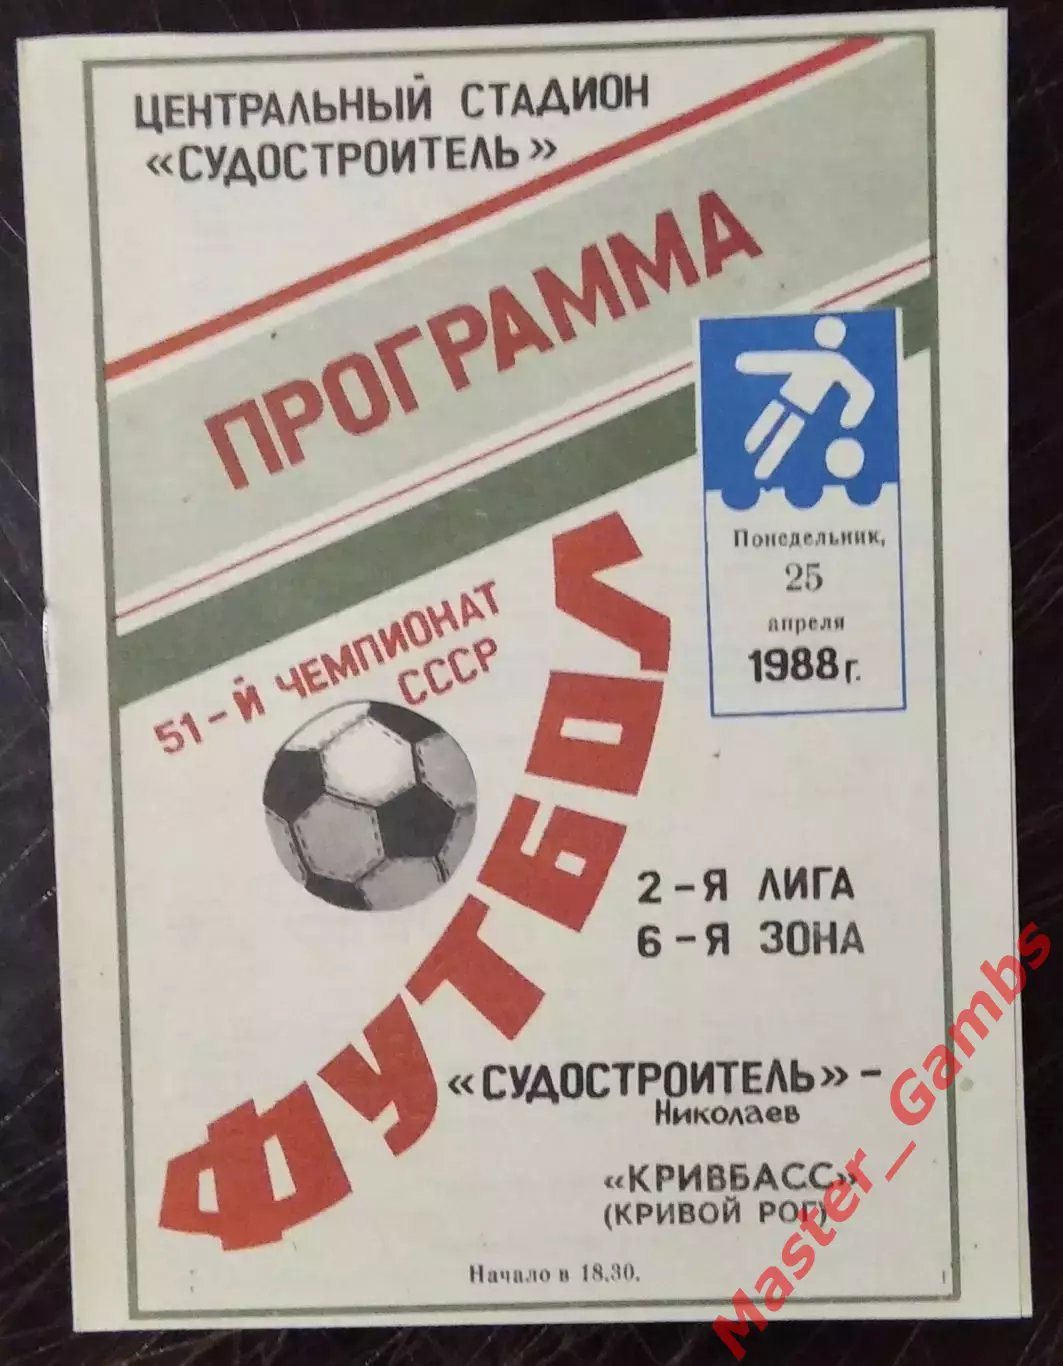 ЦЕНТРАЛЬНЫЙ СТАДИОН
«СУДОСТРОИТЕЛЬ»
ПРОГРАММА
Понедельник,
25
апреля
1988 г.
51-Й ЧЕМПИОНАТ
СССР
ФУТБОЛ
2-Я ЛИГА
6-Я ЗОНА
«СУДОСТРОИТЕЛЬ» –
НИКОЛАЕВ
«КРИВБАСС»
(КРИВОЙ РОГ)
Начало в 18.30.
Master_Gambs